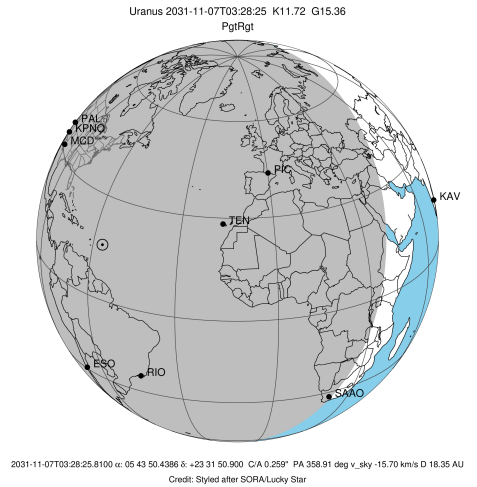 Uranus 2031-11-07T03:28:25 K11.72 G15.36
PgtRgt
PAL
KPNO
MCD
PIC
KAV
TEN
ESO
RIO
SAAO
2031-11-07T03:28:25.8100 α: 05 43 50.4386 δ: +23 31 50.900 C/A 0.259" PA 358.91 deg v_sky -15.70 km/s D 18.35 AU
Credit: Styled after SORA/Lucky Star